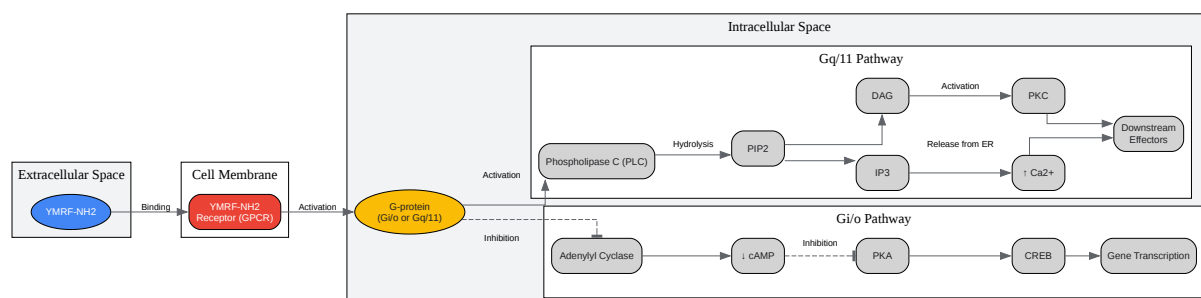 Intracellular Space
Gq/11 Pathway
DAG
Activation
PKC
Downstream
Effectors
Hydrolysis
PIP2
Phospholipase C (PLC)
Release from ER
IP3
↑ Ca2+
Extracellular Space
YMRF-NH2
Binding
Cell Membrane
YMRF-NH2
Receptor (GPCR)
Activation
G-protein
(Gi/o or Gq/11)
Activation
Inhibition
Gi/o Pathway
Adenylyl Cyclase
↓ cAMP
Inhibition
PKA
CREB
Gene Transcription